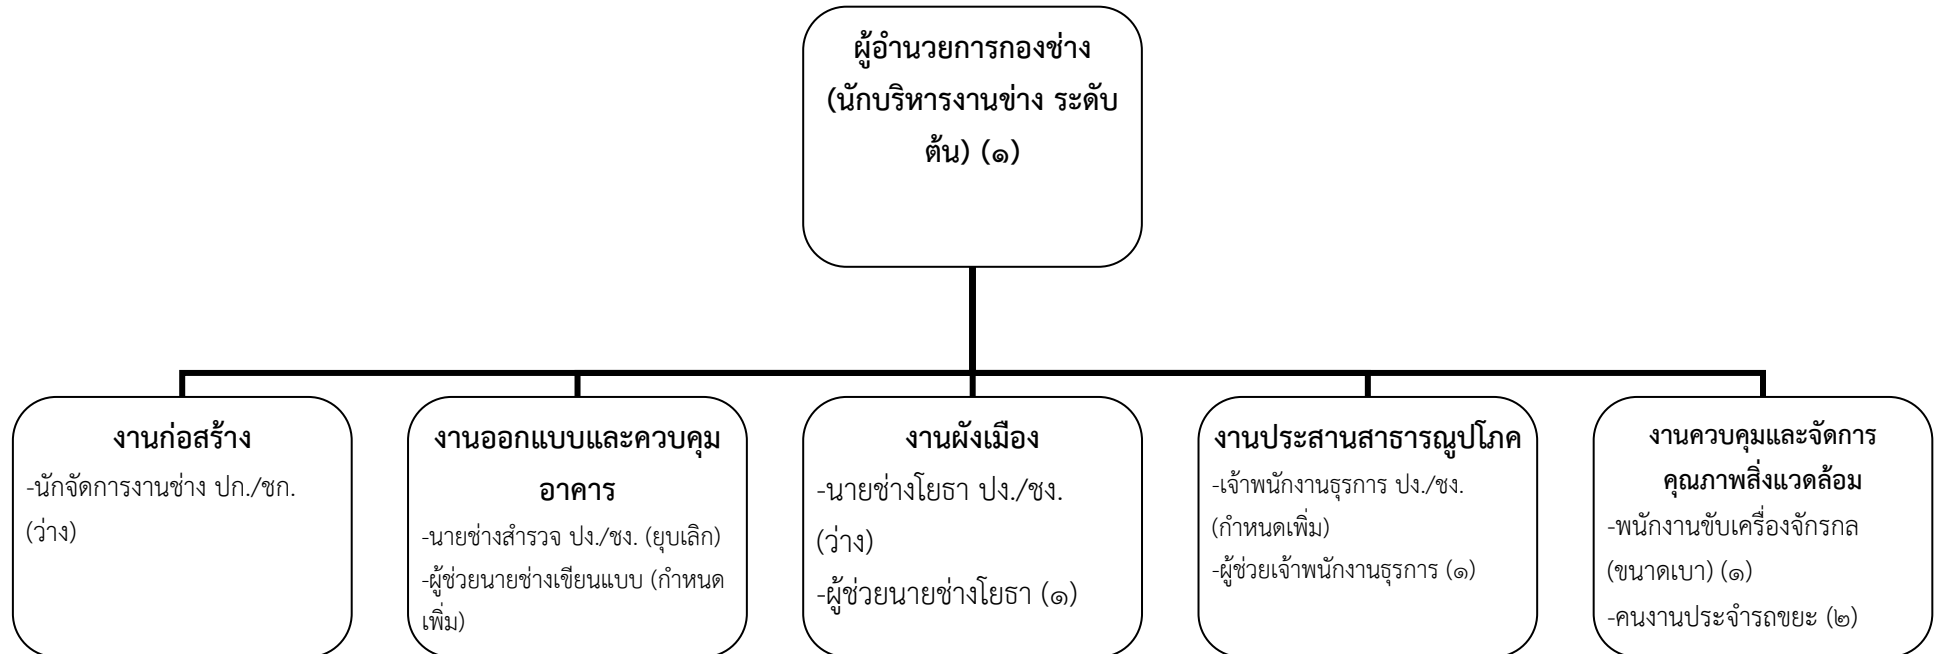 ผู้อำนวยการกองช่าง
(นักบริหารงานข่าง ระดับ
ต้น) (๑)
งานก่อสร้าง
-นักจัดการงานช่าง ปก./ชก.
(ว่าง)
งานออกแบบและควบคุม
อาคาร
-นายช่างสำรวจ ปง./ชง. (ยุบเลิก)
-ผู้ช่วยนายช่างเขียนแบบ (กำหนด
เพิ่ม)
งานผังเมือง
-นายช่างโยธา ปง./ชง.
(ว่าง)
-ผู้ช่วยนายช่างโยธา (๑)
งานประสานสาธารณูปโภค
-เจ้าพนักงานธุรการ ปง./ชง.
(กำหนดเพิ่ม)
-ผู้ช่วยเจ้าพนักงานธุรการ (๑)
งานควบคุมและจัดการ
คุณภาพสิ่งแวดล้อม
-พนักงานขับเครื่องจักรกล
(ขนาดเบา) (๑)
-คนงานประจำรถขยะ (๒)